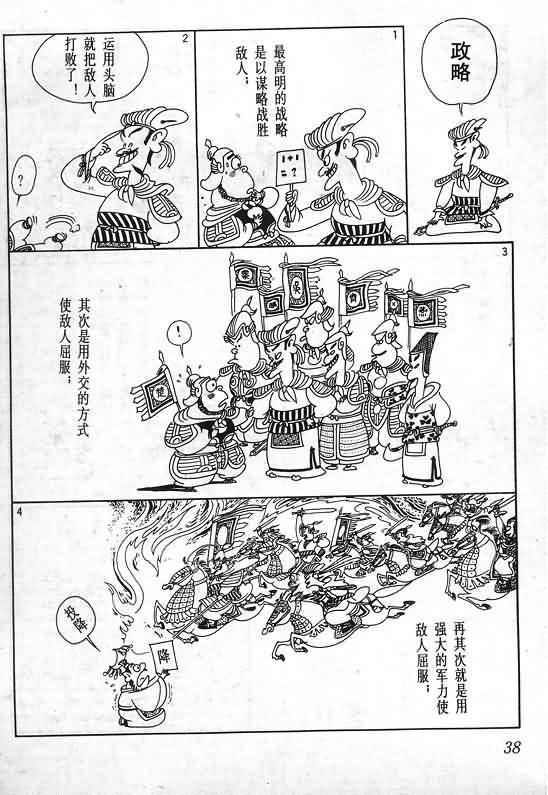 政略
1
最高明的战略
是以谋略战胜
敌人；
1+1
=?
2
运用头脑
就把敌人
打败了！
?
3
其次是用外交的方式
使敌人屈服；
!
楚
4
再其次就是用
强大的军力使
敌人屈服；
投降
降
38